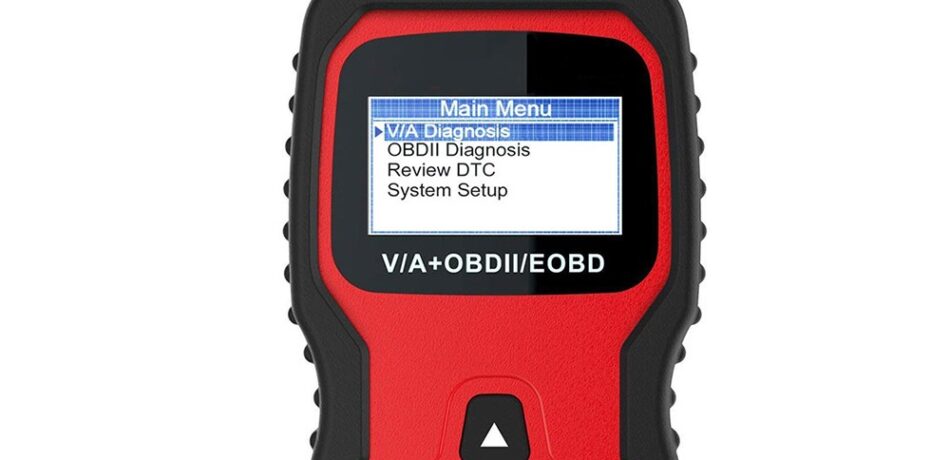 Main Menu
V/A Diagnosis
OBDII Diagnosis
Review DTC
System Setup
V/A+OBDII/EOBD